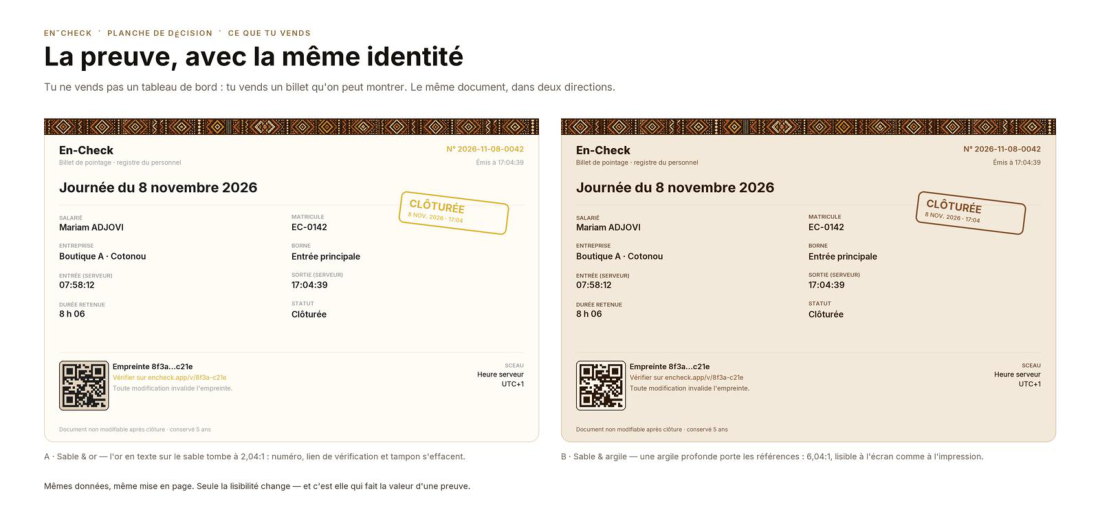 EN˘CHECK ˙ PLANCHE DE DéCISION ˙ CE QUE TU VENDS
La preuve, avec la même identité
Tu ne vends pas un tableau de bord : tu vends un billet qu'on peut montrer. Le même document, dans deux directions.
En-Check
N° 2026-11-08-0042
Billet de pointage · registre du personnel
Émis à 17:04:39
Journée du 8 novembre 2026
CLÔTURÉE
8 NOV. 2026 · 17:04
SALARIÉ
MATRICULE
Mariam ADJOVI
EC-0142
ENTREPRISE
BORNE
Boutique A · Cotonou
Entrée principale
ENTRÉE (SERVEUR)
SORTIE (SERVEUR)
07:58:12
17:04:39
DURÉE RETENUE
STATUT
8 h 06
Clôturée
Empreinte 8f3a…c21e
Vérifier sur encheck.app/v/8f3a-c21e
Toute modification invalide l'empreinte.
SCEAU
Heure serveur
UTC+1
Document non modifiable après clôture · conservé 5 ans
A · Sable & or — l'or en texte sur le sable tombe à 2,04:1 : numéro, lien de vérification et tampon s'effacent.
En-Check
N° 2026-11-08-0042
Billet de pointage · registre du personnel
Émis à 17:04:39
Journée du 8 novembre 2026
CLÔTURÉE
8 NOV. 2026 · 17:04
SALARIÉ
MATRICULE
Mariam ADJOVI
EC-0142
ENTREPRISE
BORNE
Boutique A · Cotonou
Entrée principale
ENTRÉE (SERVEUR)
SORTIE (SERVEUR)
07:58:12
17:04:39
DURÉE RETENUE
STATUT
8 h 06
Clôturée
Empreinte 8f3a…c21e
Vérifier sur encheck.app/v/8f3a-c21e
Toute modification invalide l'empreinte.
SCEAU
Heure serveur
UTC+1
Document non modifiable après clôture · conservé 5 ans
B · Sable & argile — une argile profonde porte les références : 6,04:1, lisible à l'écran comme à l'impression.
Mêmes données, même mise en page. Seule la lisibilité change — et c'est elle qui fait la valeur d'une preuve.